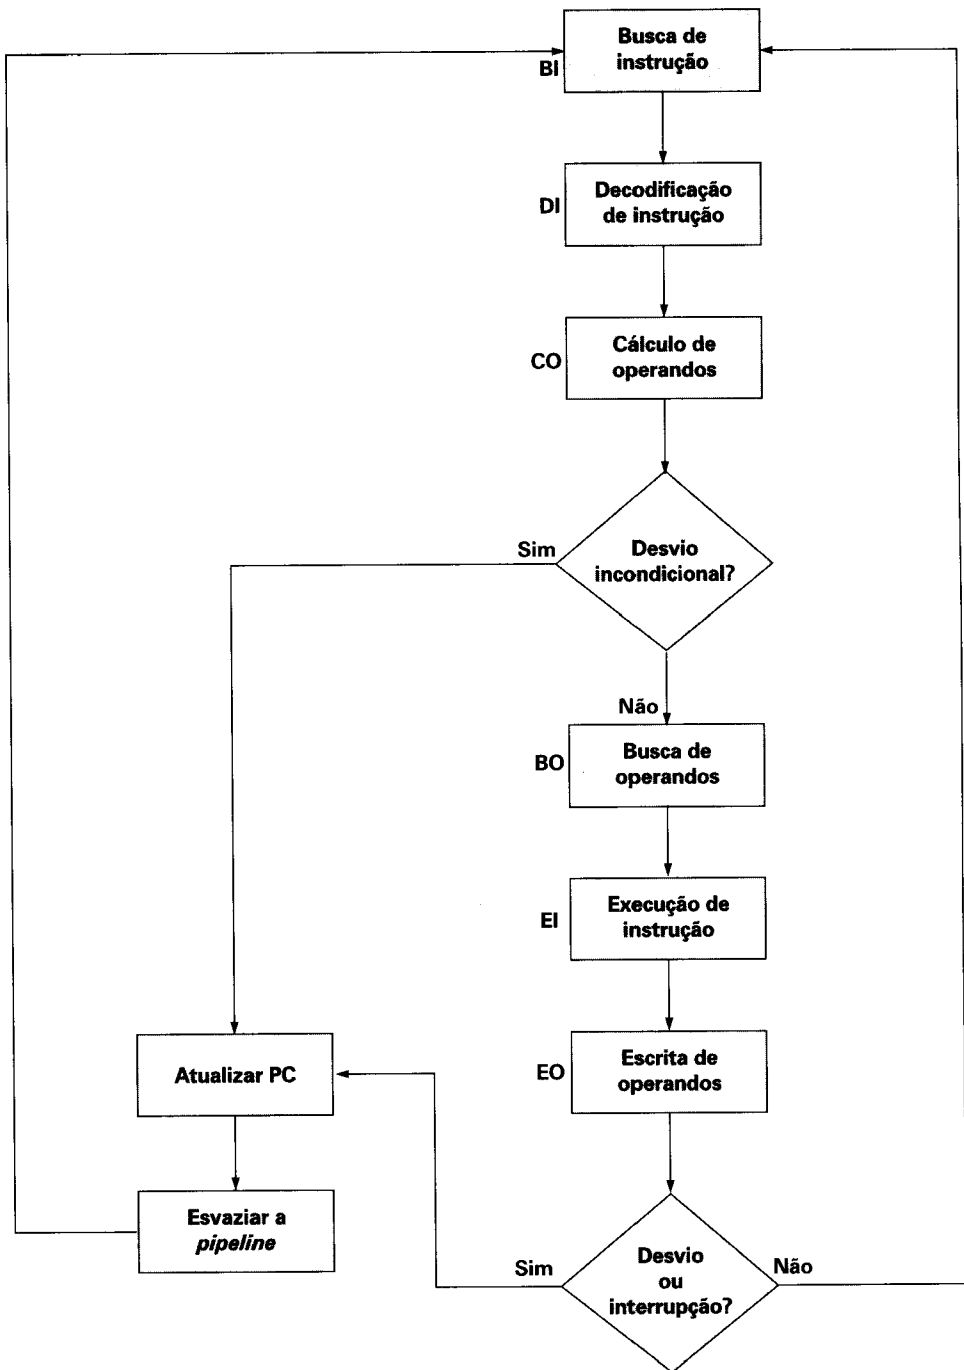 Busca de
instrução
BI
Decodificação
de instrução
DI
Cálculo de
operandos
CO
Desvio
incondicional?
Sim
Não
Busca de
operandos
BO
Execução de
instrução
EI
Escrita de
operandos
EO
Atualizar PC
Esvaziar a
pipeline
Desvio
ou
interrupção?
Sim
Não